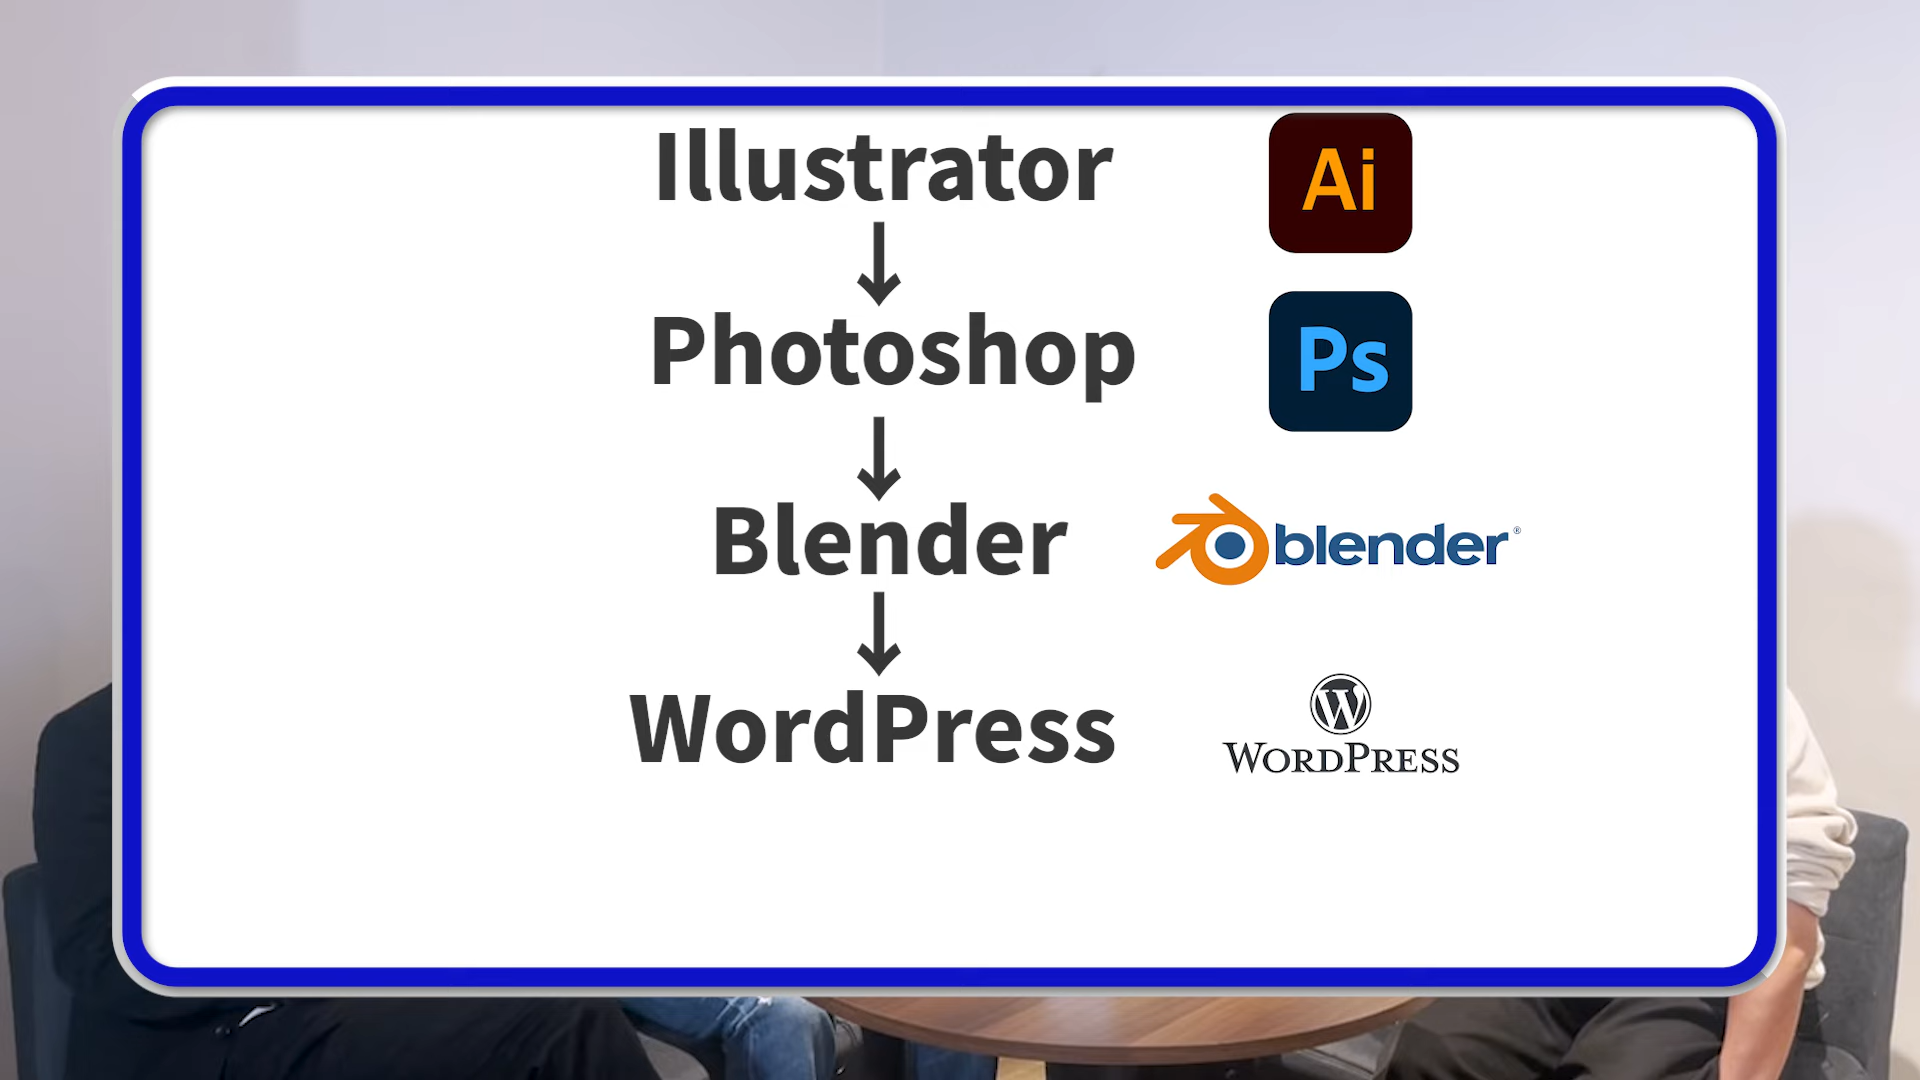 Illustrator
Ai
↓
Photoshop
Ps
↓
Blender
blender®
↓
WordPress
W
WORDPRESS